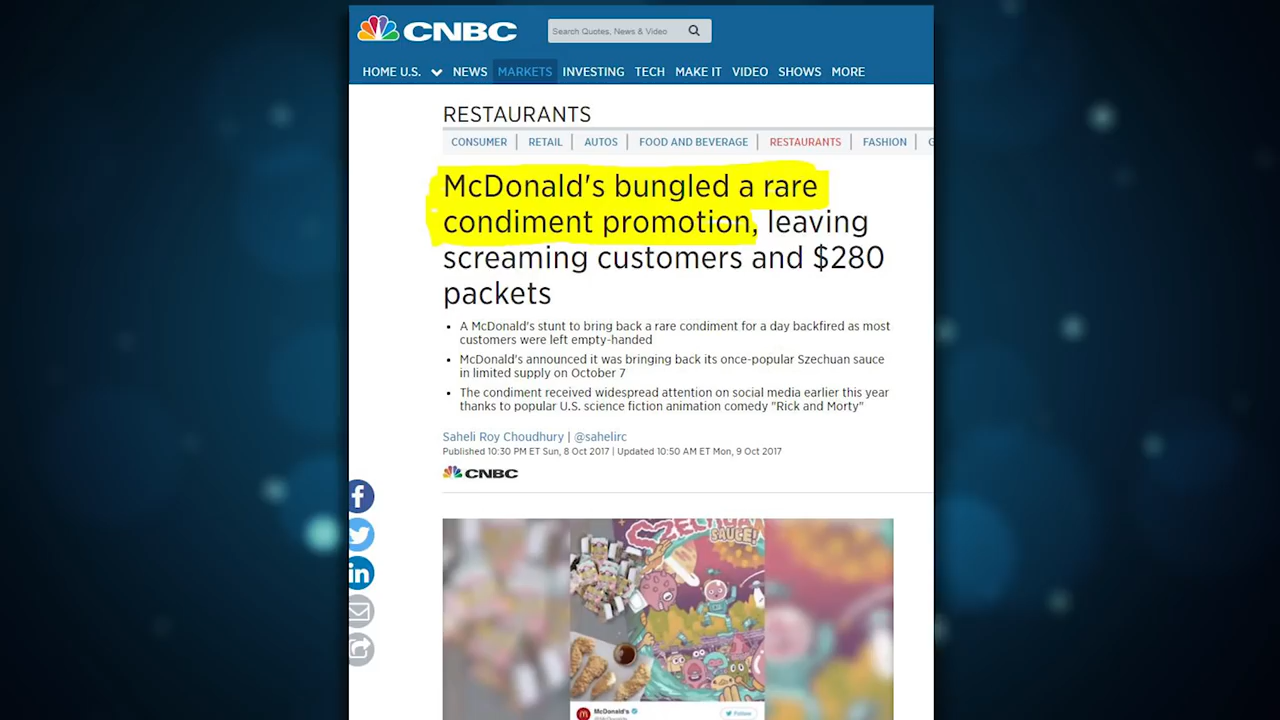 CNBC
Search Quotes, News & Video
HOME U.S. NEWS MARKETS INVESTING TECH MAKE IT VIDEO SHOWS MORE
RESTAURANTS
CONSUMER | RETAIL | AUTOS | FOOD AND BEVERAGE | RESTAURANTS | FASHION |
McDonald's bungled a rare
condiment promotion, leaving
screaming customers and $280
packets
• A McDonald's stunt to bring back a rare condiment for a day backfired as most
customers were left empty-handed
• McDonald's announced it was bringing back its once-popular Szechuan sauce
in limited supply on October 7
• The condiment received widespread attention on social media earlier this year
thanks to popular U.S. science fiction animation comedy "Rick and Morty"
Saheli Roy Choudhury | @sahelirc
Published 10:30 PM ET Sun, 8 Oct 2017 | Updated 10:50 AM ET Mon, 9 Oct 2017
CNBC
SAUCE!
McDonald's
Follow